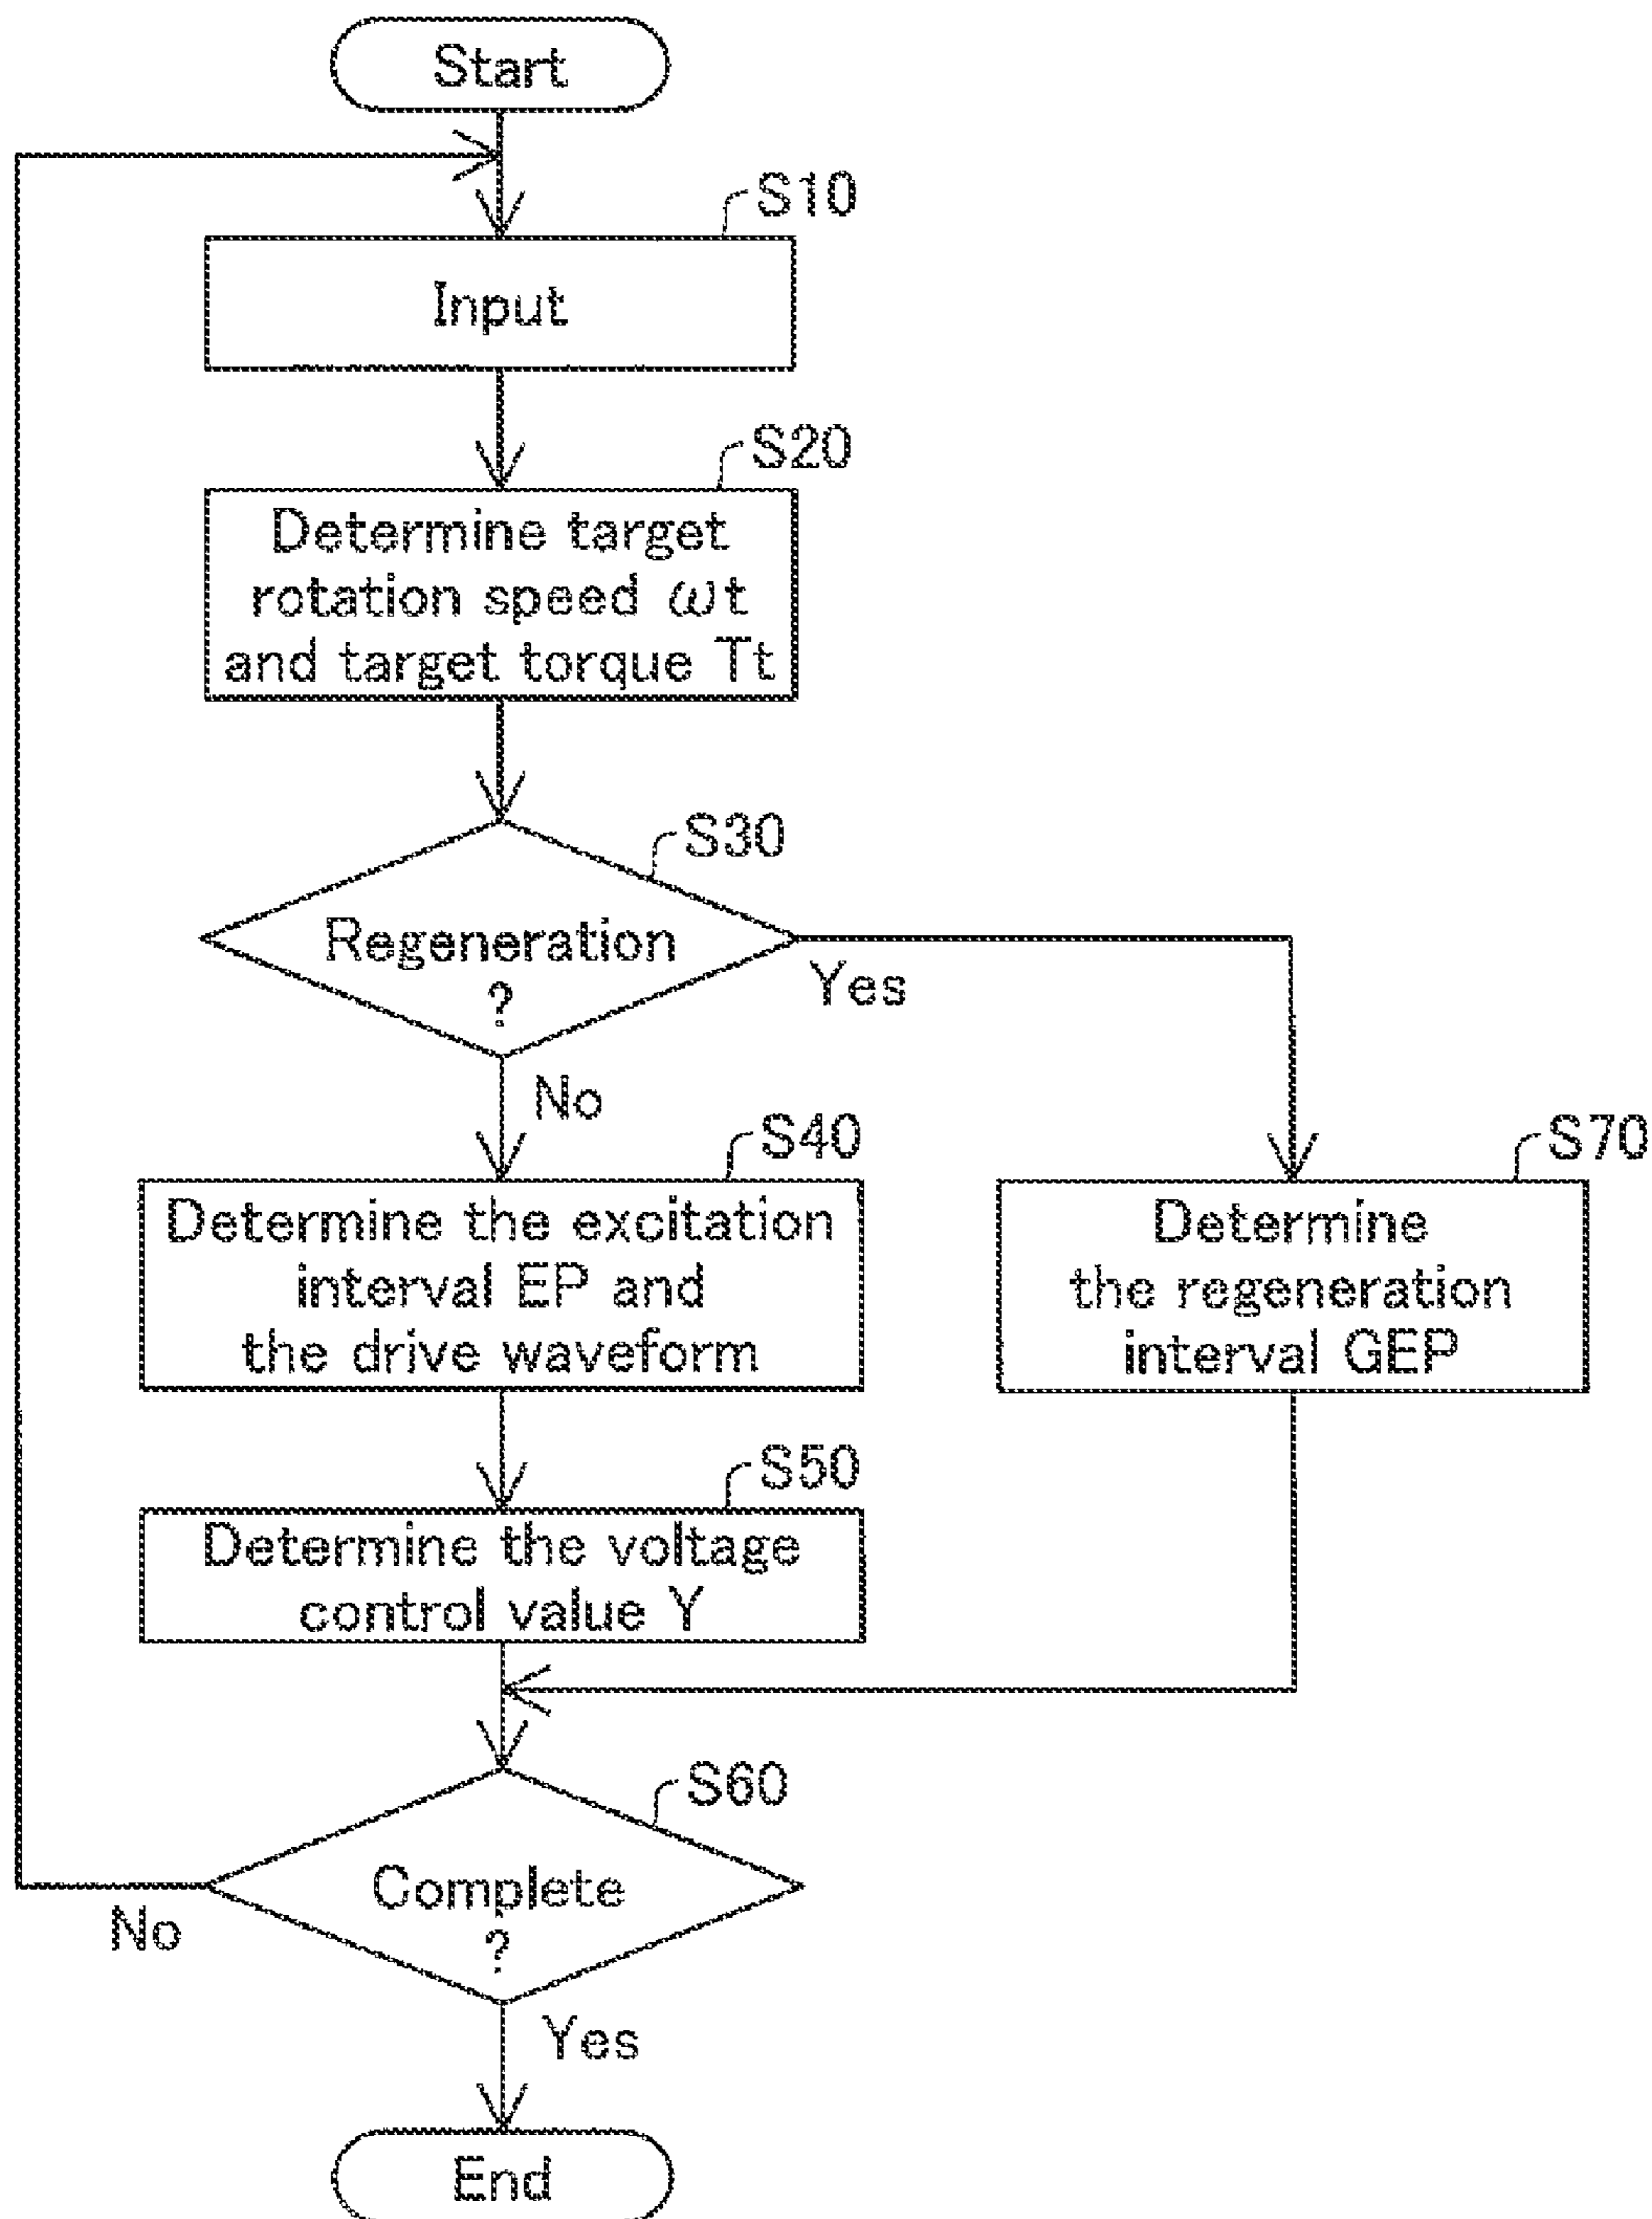 Start
S10
Input
S20
Determine target
rotation speed ωt
and target torque Tt
S30
Regeneration
?
Yes
No
S40
Determine the excitation
interval EP and
the drive waveform
S70
Determine
the regeneration
interval GEP
S50
Determine the voltage
control value Y
S60
Complete
?
No
Yes
End